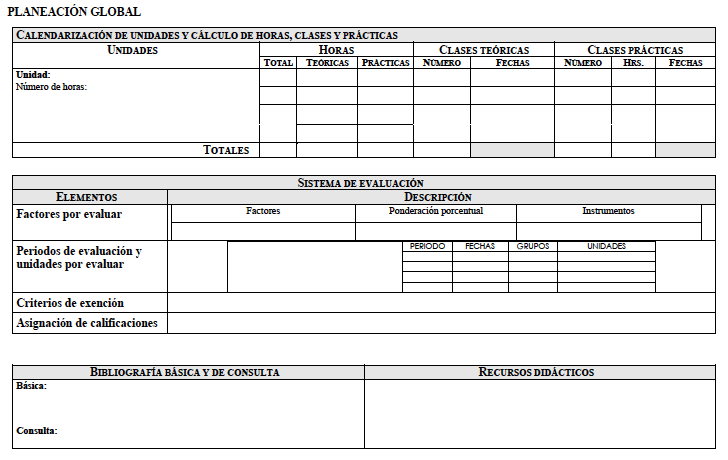 PLANEACIÓN GLOBAL
CALENDARIZACIÓN DE UNIDADES Y CÁLCULO DE HORAS, CLASES Y PRÁCTICAS
UNIDADES HORAS CLASES TEÓRICAS CLASES PRÁCTICAS
TOTAL TEÓRICAS PRÁCTICAS NÚMERO FECHAS NÚMERO HRS. FECHAS
Unidad:
Número de horas:
TOTALES
SISTEMA DE EVALUACIÓN
ELEMENTOS DESCRIPCIÓN
Factores por evaluar Factores Ponderación porcentual Instrumentos
Periodos de evaluación y PERIODO FECHAS GRUPOS UNIDADES
unidades por evaluar
Criterios de exención
Asignación de calificaciones
BIBLIOGRAFÍA BÁSICA Y DE CONSULTA RECURSOS DIDÁCTICOS
Básica:
Consulta: